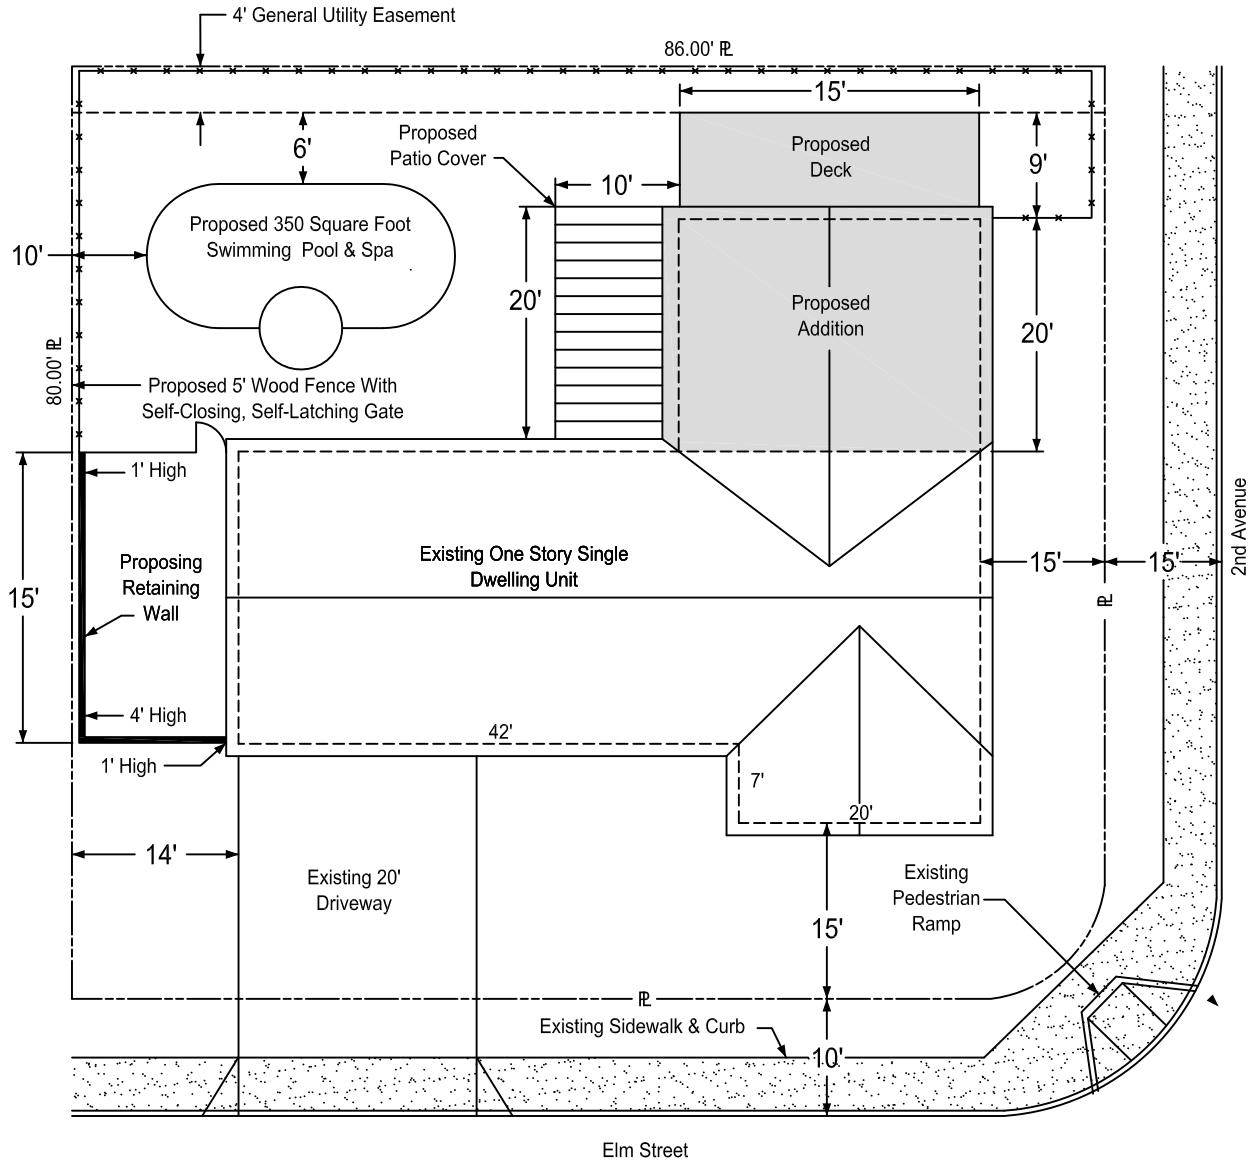 4' General Utility Easement
86.00' ℄
15'
Proposed
Patio Cover
6'
Proposed
Deck
9'
10'
Proposed 350 Square Foot
Swimming Pool & Spa
10'
20'
Proposed
Addition
20'
80.00' ℄
Proposed 5' Wood Fence With
Self-Closing, Self-Latching Gate
1' High
2nd Avenue
Existing One Story Single
Dwelling Unit
Proposing
Retaining
Wall
15'
15'
15'
℄
4' High
42'
1' High
7'
20'
14'
Existing 20'
Driveway
Existing
Pedestrian
Ramp
15'
℄
Existing Sidewalk & Curb
10'
Elm Street